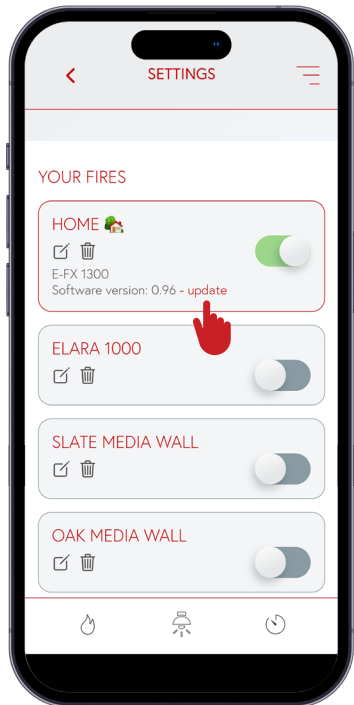 SETTINGS
YOUR FIRES
HOME
E-FX 1300
Software version: 0.96 - update
ELARA 1000
SLATE MEDIA WALL
OAK MEDIA WALL